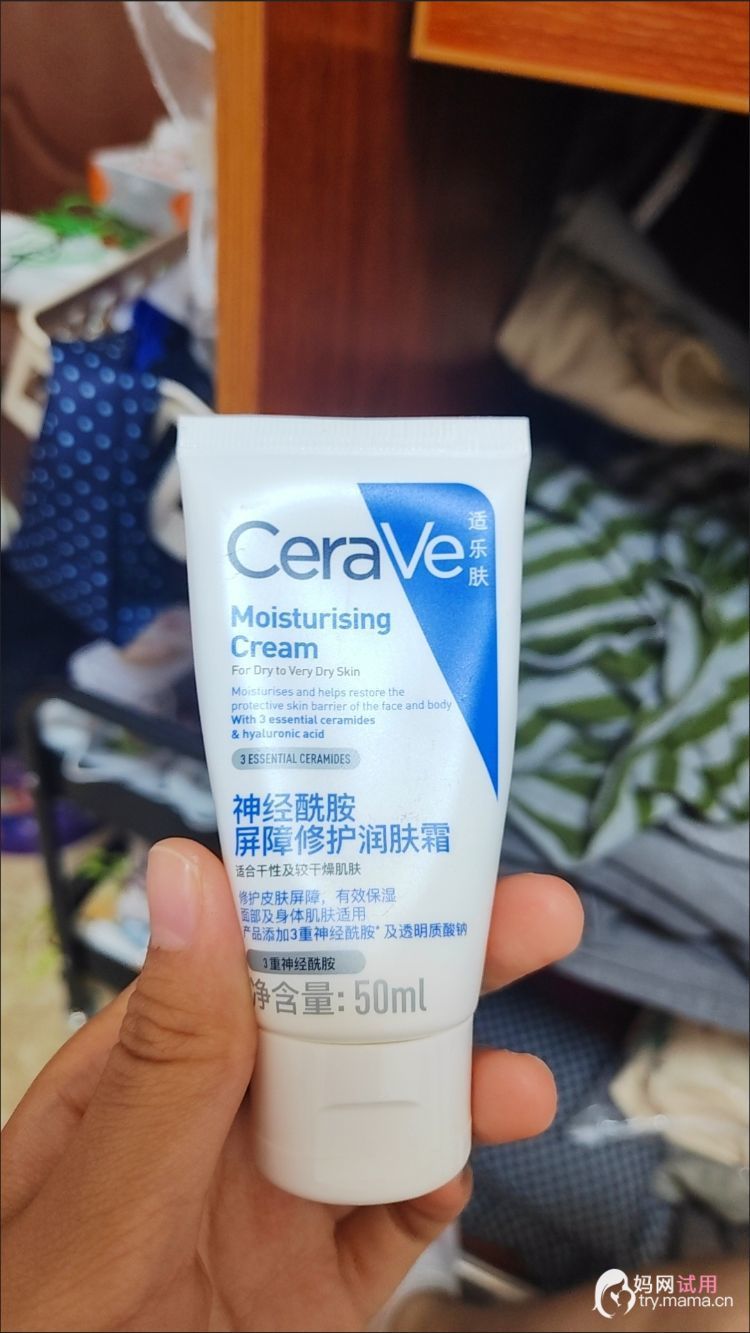 CeraVe
适乐肤
Moisturising
Cream
For Dry to Very Dry Skin
Moisturises and helps restore the
protective skin barrier of the face and body
With 3 essential ceramides
& hyaluronic acid
3 ESSENTIAL CERAMIDES
神经酰胺
屏障修护润肤霜
适合干性及较干燥肌肤
修护皮肤屏障，有效保湿
面部及身体肌肤适用
产品添加3重神经酰胺* 及透明质酸钠
3重神经酰胺
净含量: 50ml
妈网试用
try.mama.cn